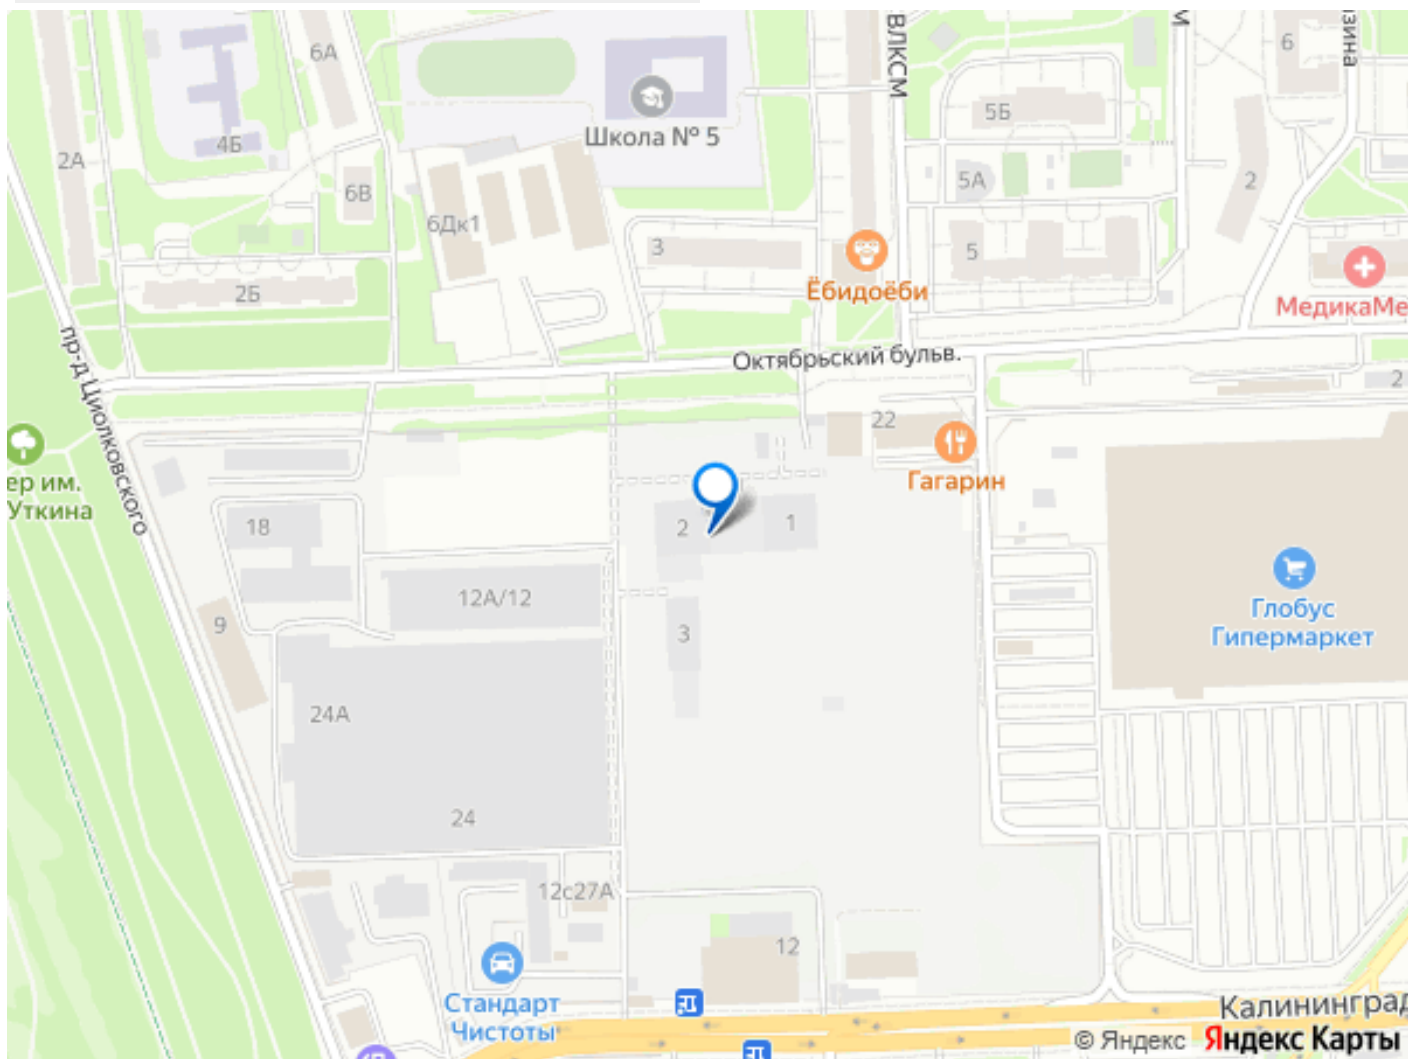 6А
ВЛКСМ
М
зина
6
4Б
Школа № 5
5Б
2А
6В
5А
2
6Дк1
3
5
Ёбидоёби
МедикаМе
2Б
пр-д Циолковского
Октябрьский бульв.
2
22
Гагарин
ер им.
Уткина
18
2
1
12А/12
Глобус
Гипермаркет
9
3
24А
24
12с27А
12
Стандарт
Чистоты
Калининград
© Яндекс Яндекс Карты